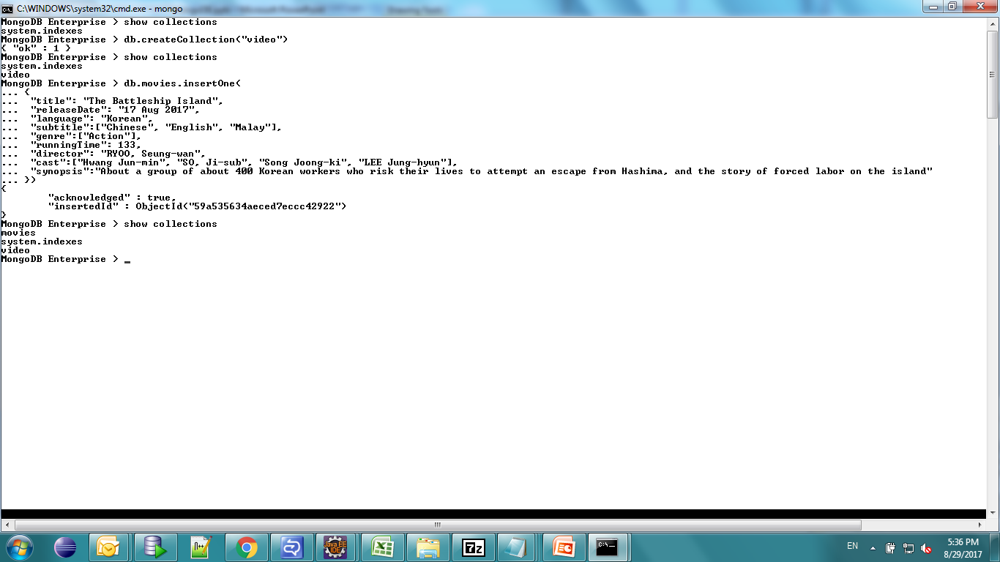 C:\WINDOWS\system32\cmd.exe - mongo
MongoDB Enterprise > show collections
system.indexes
MongoDB Enterprise > db.createCollection("video")
{ "ok" : 1 }
MongoDB Enterprise > show collections
system.indexes
video
MongoDB Enterprise > db.movies.insertOne(
... {
...  "title": "The Battleship Island",
...  "releaseDate": "17 Aug 2017",
...  "language": "Korean",
...  "subtitle":["Chinese", "English", "Malay"],
...  "genre":["Action"],
...  "runningTime": 133,
...  "director": "RYOO, Seung-wan",
...  "cast":["Hwang Jun-min", "SO, Ji-sub", "Song Joong-ki", "LEE Jung-hyun"],
...  "synopsis":"About a group of about 400 Korean workers who risk their lives to attempt an escape from Hashima, and the story of forced labor on the island"
... })
{
        "acknowledged" : true,
        "insertedId" : ObjectId("59a535634aeced7eccc42922")
}
MongoDB Enterprise > show collections
movies
system.indexes
video
MongoDB Enterprise > _
Java EE
IDE
7z
C:\_
EN
5:36 PM
8/29/2017